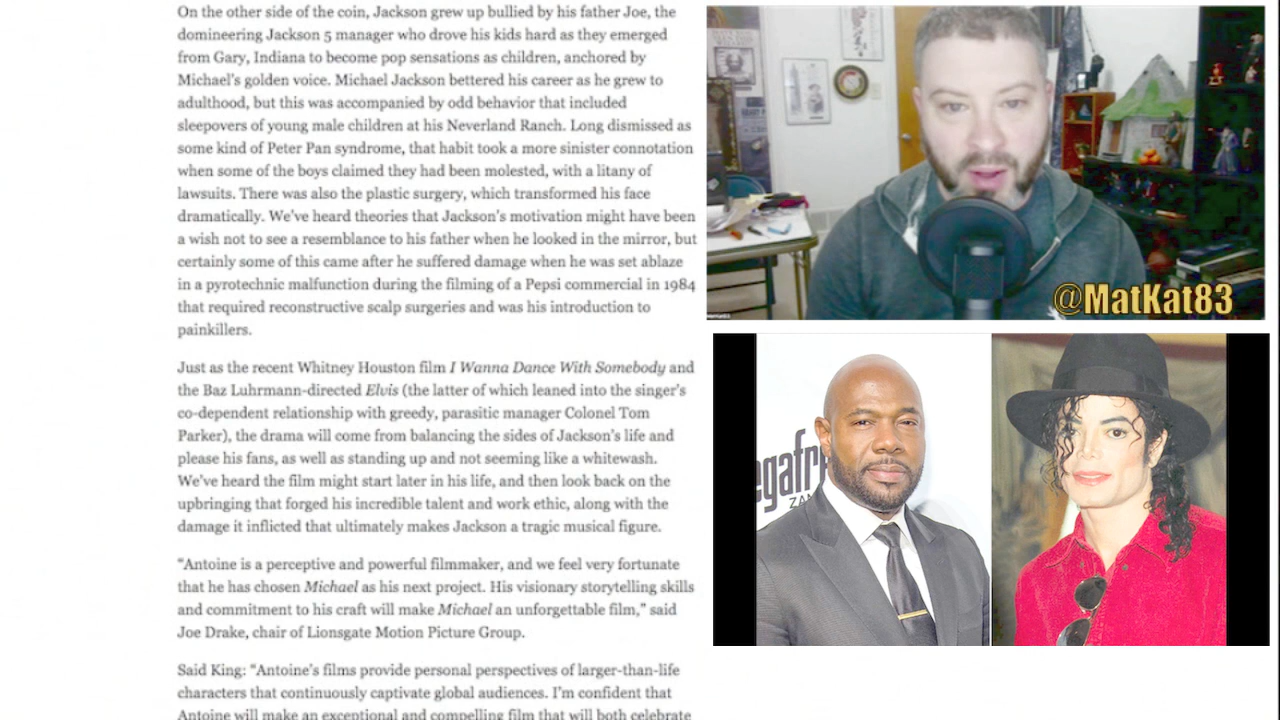 On the other side of the coin, Jackson grew up bullied by his father Joe, the
domineering Jackson 5 manager who drove his kids hard as they emerged
from Gary, Indiana to become pop sensations as children, anchored by
Michael's golden voice. Michael Jackson bettered his career as he grew to
adulthood, but this was accompanied by odd behavior that included
sleepovers of young male children at his Neverland Ranch. Long dismissed as
some kind of Peter Pan syndrome, that habit took a more sinister connotation
when some of the boys claimed they had been molested, with a litany of
lawsuits. There was also the plastic surgery, which transformed his face
dramatically. We've heard theories that Jackson's motivation might have been
a wish not to see a resemblance to his father when he looked in the mirror, but
certainly some of this came after he suffered damage when he was set ablaze
in a pyrotechnic malfunction during the filming of a Pepsi commercial in 1984
that required reconstructive scalp surgeries and was his introduction to
painkillers.
Just as the recent Whitney Houston film I Wanna Dance With Somebody and
the Baz Luhrmann-directed Elvis (the latter of which leaned into the singer's
co-dependent relationship with greedy, parasitic manager Colonel Tom
Parker), the drama will come from balancing the sides of Jackson's life and
please his fans, as well as standing up and not seeming like a whitewash.
We've heard the film might start later in his life, and then look back on the
upbringing that forged his incredible talent and work ethic, along with the
damage it inflicted that ultimately makes Jackson a tragic musical figure.
"Antoine is a perceptive and powerful filmmaker, and we feel very fortunate
that he has chosen Michael as his next project. His visionary storytelling skills
and commitment to his craft will make Michael an unforgettable film," said
Joe Drake, chair of Lionsgate Motion Picture Group.
Said King: "Antoine's films provide personal perspectives of larger-than-life
characters that continuously captivate global audiences. I'm confident that
Antoine will make an exceptional and compelling film that will both celebrate
@MatKat83
egafr
ZAN